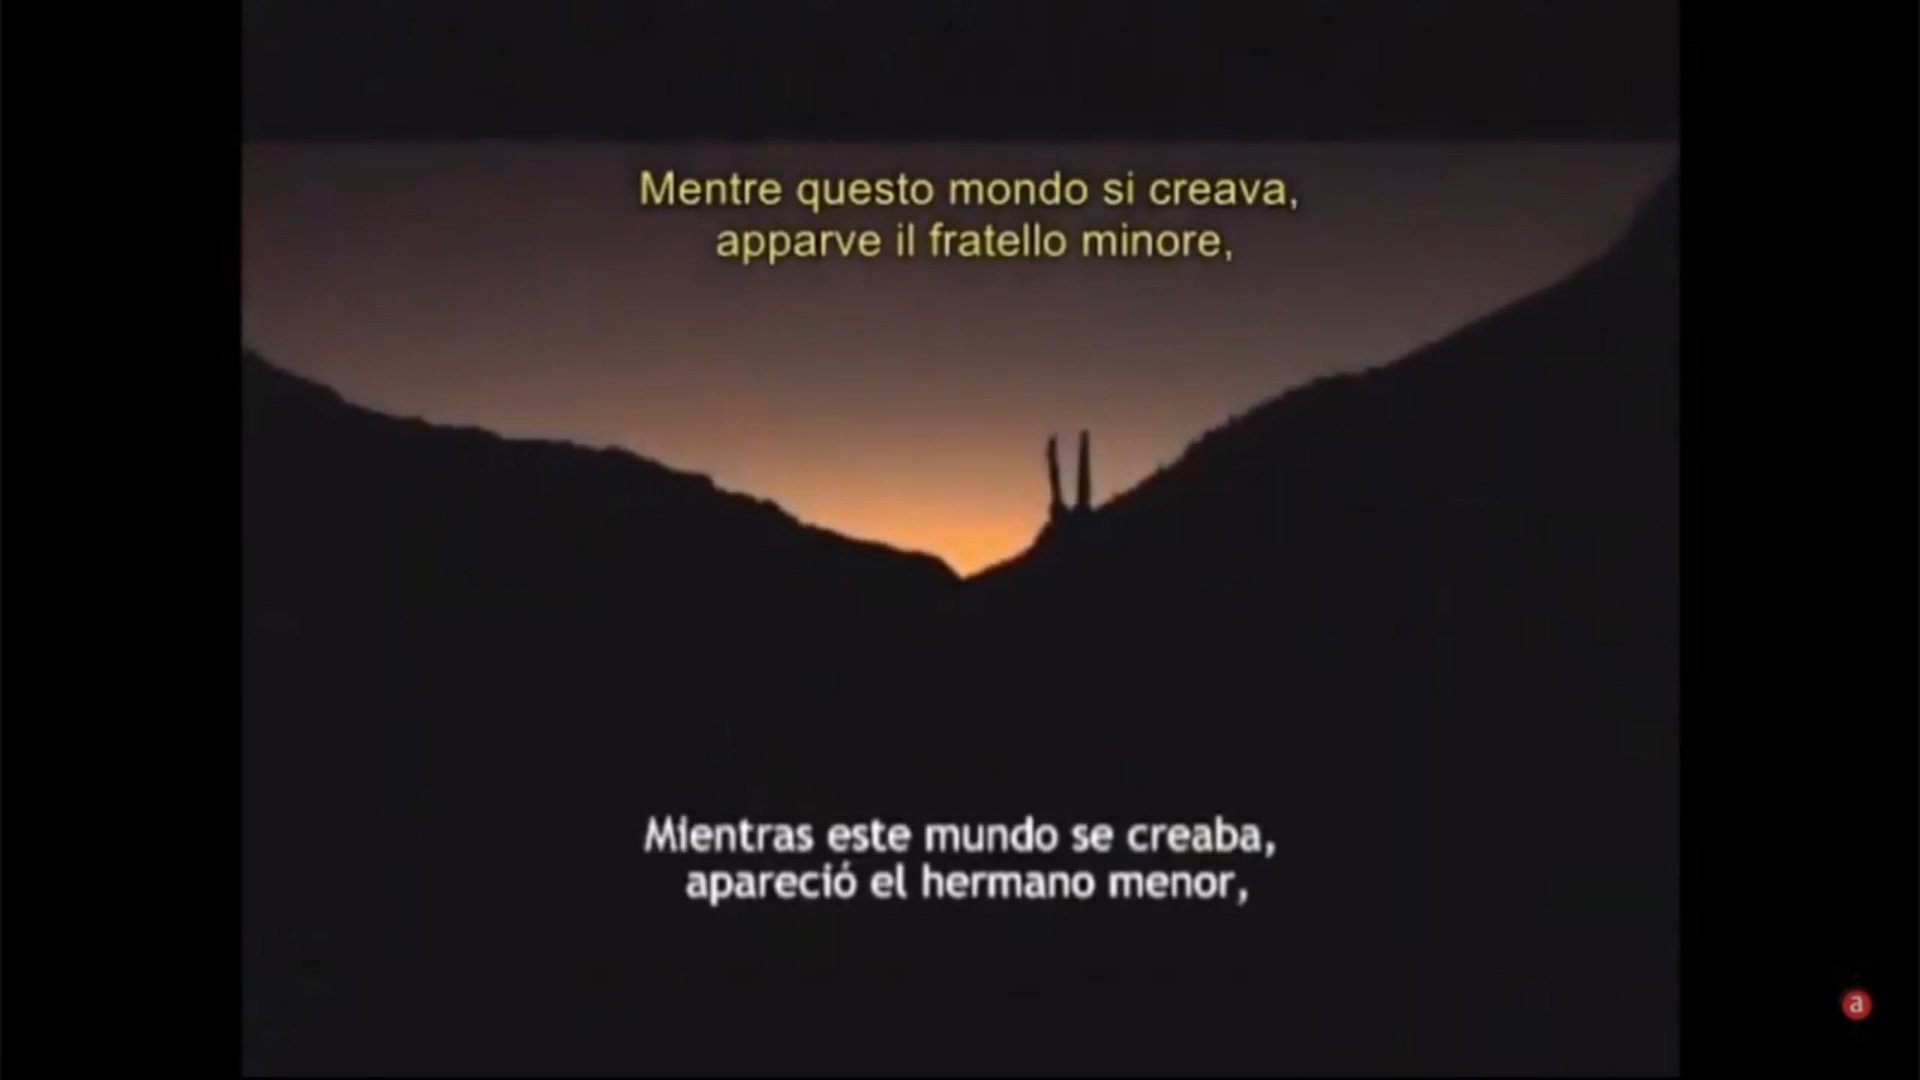 Mentre questo mondo si creava,
apparve il fratello minore,
Mientras este mundo se creaba,
apareció el hermano menor,
a